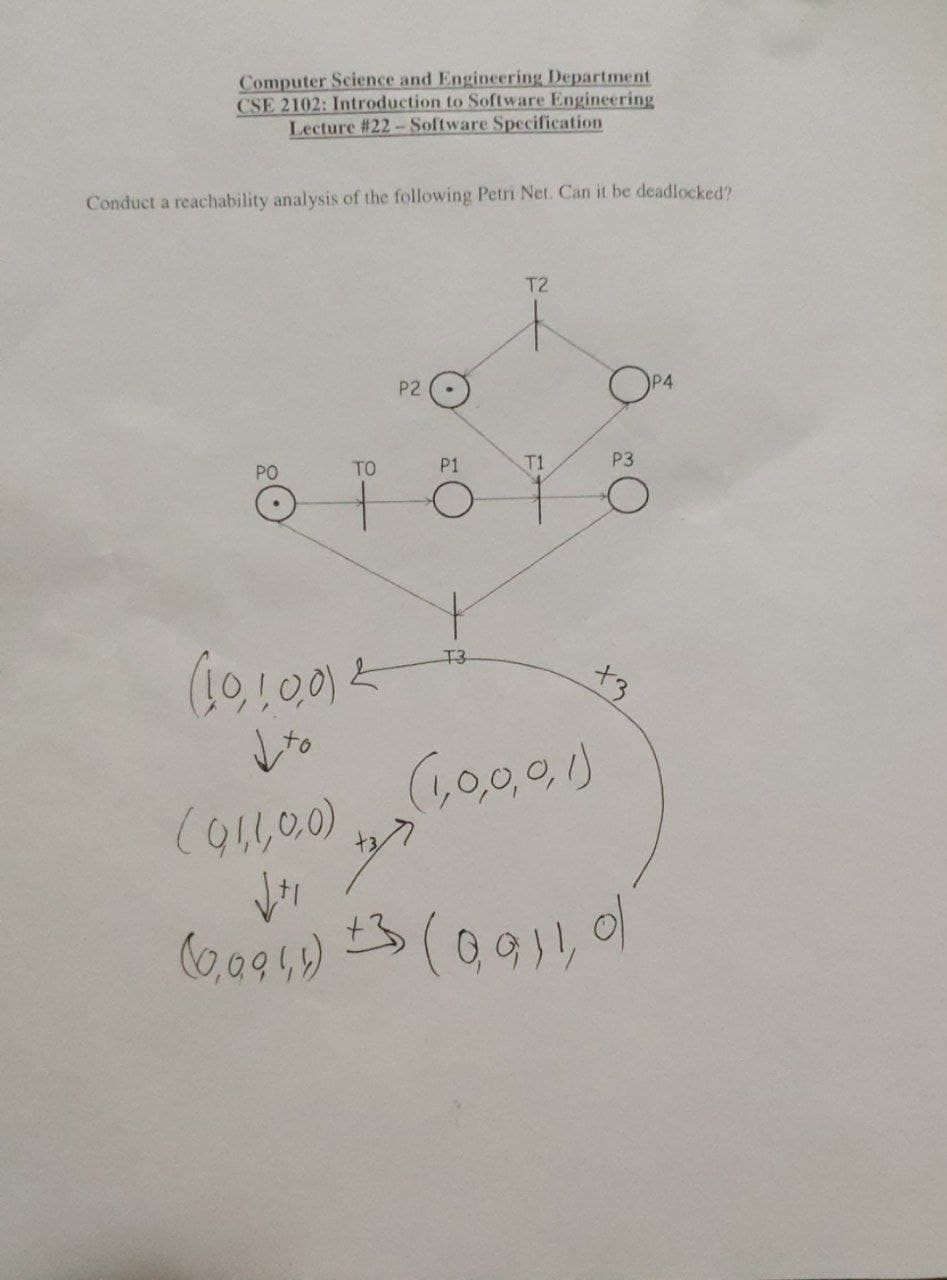 Computer Science and Engineering Department
CSE 2102: Introduction to Software Engineering
Lecture #22 – Software Specification
Conduct a reachability analysis of the following Petri Net. Can it be deadlocked?
T2
P2
P4
P0
T0
P1
T1
P3
T3
(1,0,1,0,0)
t3
↓t0
(1,0,0,0,1)
(0,1,1,0,0)
t3
↓t1
(0,0,0,1,1) t3 (0,0,1,1,0)